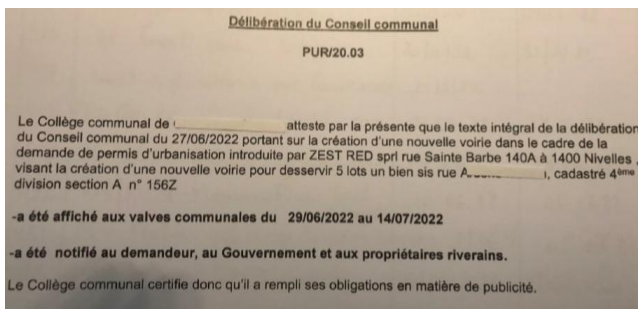 Délibération du Conseil communal
PUR/20.03
Le Collège communal de atteste par la présente que le texte intégral de la délibération
du Conseil communal du 27/06/2022 portant sur la création d'une nouvelle voirie dans le cadre de la
demande de permis d'urbanisation introduite par ZEST RED sprl rue Sainte Barbe 140A à 1400 Nivelles ,
visant la création d'une nouvelle voirie pour desservir 5 lots un bien sis rue A , cadastré 4ème
division section A n° 156Z
-a été affiché aux valves communales du 29/06/2022 au 14/07/2022
-a été notifié au demandeur, au Gouvernement et aux propriétaires riverains.
Le Collège communal certifie donc qu'il a rempli ses obligations en matière de publicité.